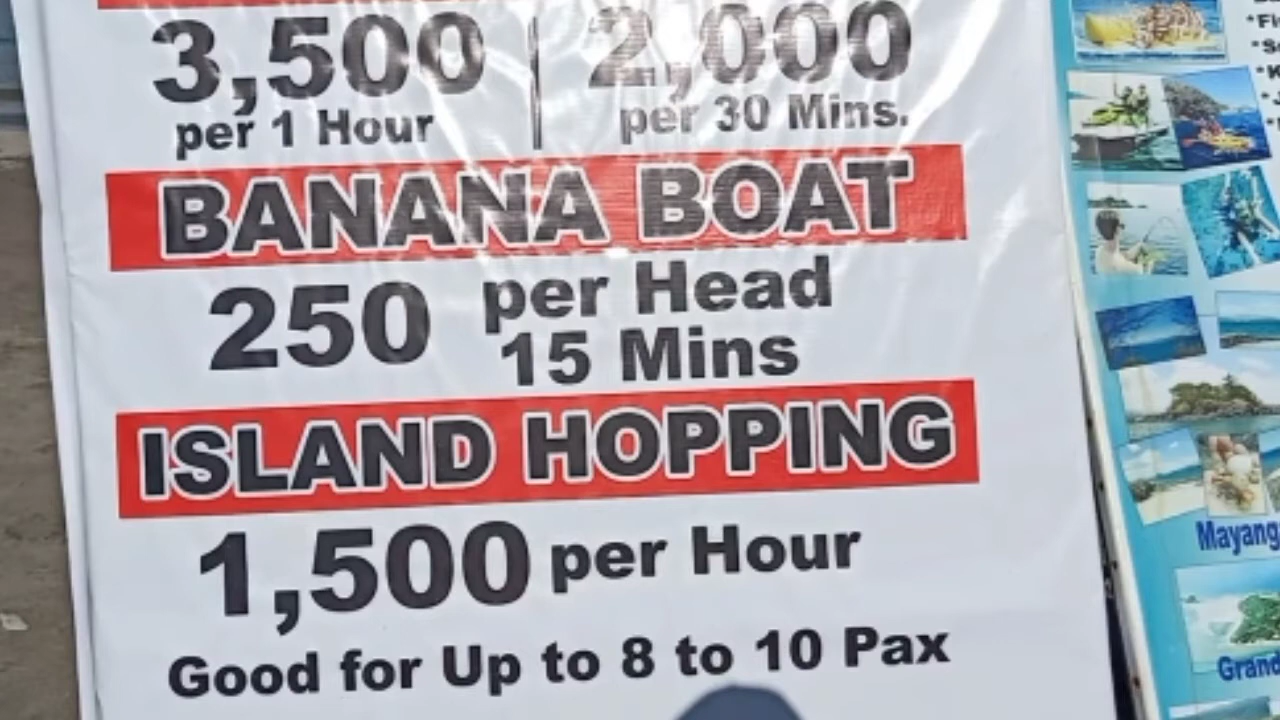 3,500 | 2,000
per 1 Hour | per 30 Mins.
BANANA BOAT
250 per Head
15 Mins
ISLAND HOPPING
1,500 per Hour
Good for Up to 8 to 10 Pax
Grand